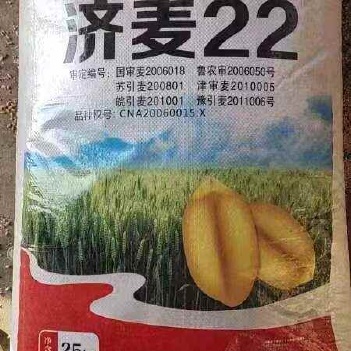 济麦22
审定编号: 国审麦2006018 鲁农审2006050号
苏引麦200801 津审麦2010005
皖引麦201001 豫引麦2011006号
品种权号: CNA20060015.X
净含
25